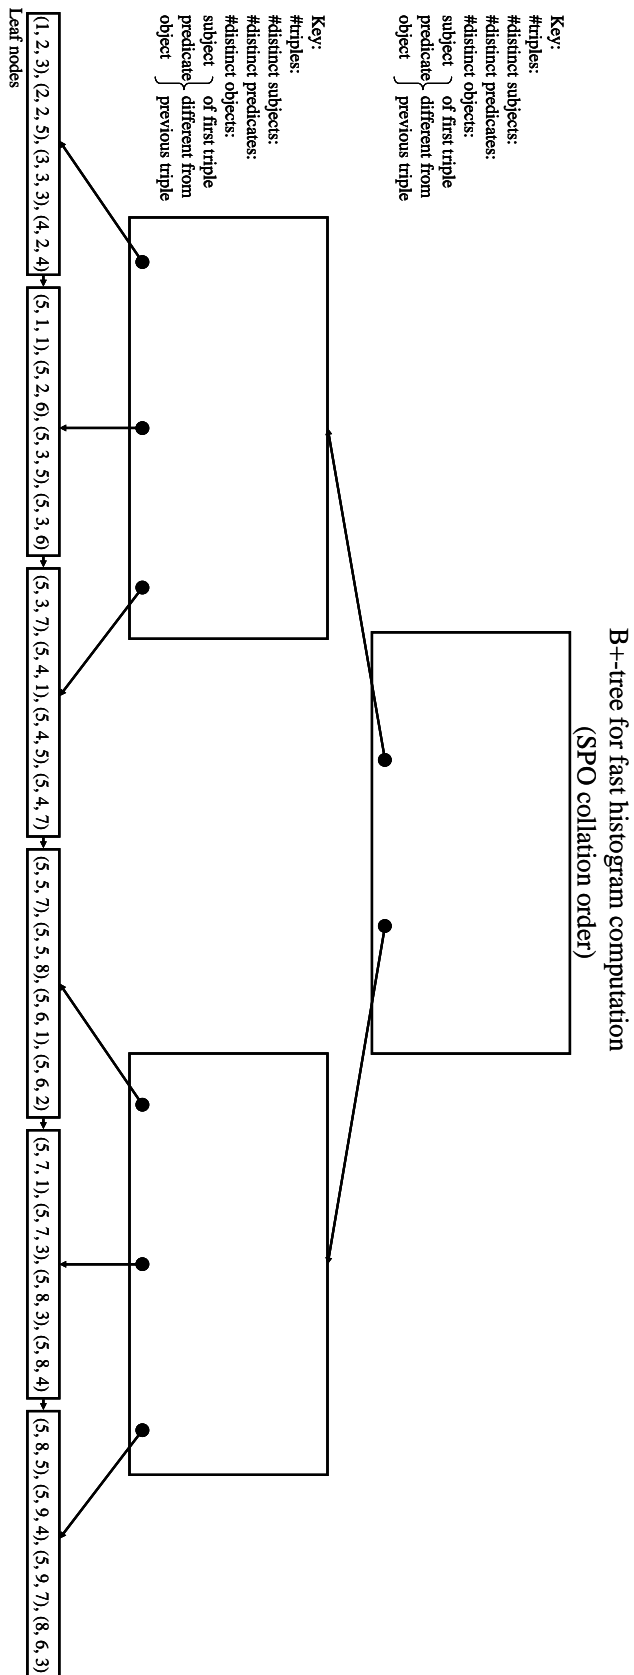 B+-tree for fast histogram computation
(SPO collation order)
Key:
#triples:
#distinct subjects:
#distinct predicates:
#distinct objects:
subject
predicate
object
of first triple
different from
previous triple
Key:
#triples:
#distinct subjects:
#distinct predicates:
#distinct objects:
subject
predicate
object
of first triple
different from
previous triple
(1, 2, 3), (2, 2, 5), (3, 3, 3), (4, 2, 4)
(5, 1, 1), (5, 2, 6), (5, 3, 5), (5, 3, 6)
(5, 3, 7), (5, 4, 1), (5, 4, 5), (5, 4, 7)
(5, 5, 7), (5, 5, 8), (5, 6, 1), (5, 6, 2)
(5, 7, 1), (5, 7, 3), (5, 8, 3), (5, 8, 4)
(5, 8, 5), (5, 9, 4), (5, 9, 7), (8, 6, 3)
Leaf nodes